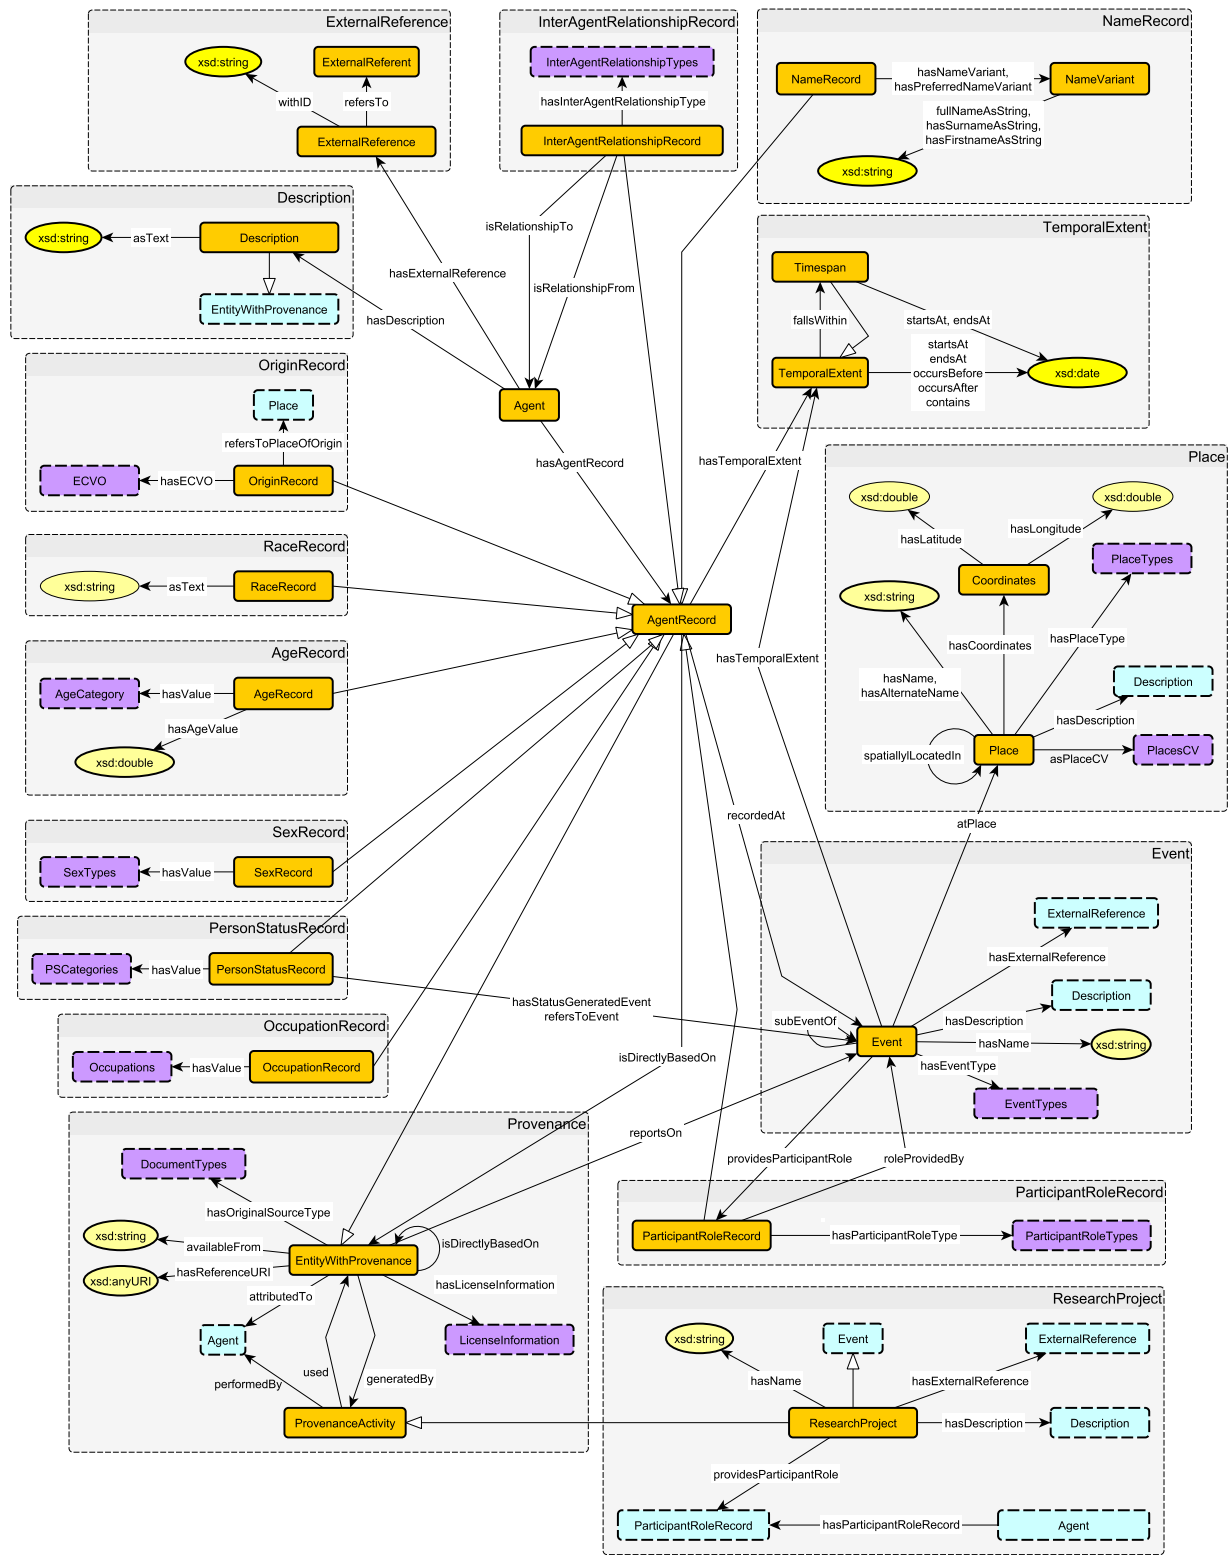 ExternalReference
xsd:string
ExternalReferent
withID
refersTo
ExternalReference
InterAgentRelationshipRecord
InterAgentRelationshipTypes
hasInterAgentRelationshipType
InterAgentRelationshipRecord
NameRecord
NameRecord
hasNameVariant,
hasPreferredNameVariant
NameVariant
fullNameAsString,
hasSurnameAsString,
hasFirstnameAsString
xsd:string
Description
xsd:string
asText
Description
EntityWithProvenance
isRelationshipTo
hasExternalReference
isRelationshipFrom
hasDescription
TemporalExtent
Timespan
fallsWithin
startsAt, endsAt
startsAt
endsAt
occursBefore
occursAfter
contains
TemporalExtent
xsd:date
OriginRecord
Place
refersToPlaceOfOrigin
ECVO
hasECVO
OriginRecord
Agent
hasAgentRecord
hasTemporalExtent
Place
xsd:double
xsd:double
hasLatitude
hasLongitude
PlaceTypes
Coordinates
xsd:string
hasPlaceType
hasCoordinates
hasName,
hasAlternateName
Description
hasDescription
Place
spatiallylLocatedIn
asPlaceCV
PlacesCV
RaceRecord
xsd:string
asText
RaceRecord
AgentRecord
hasTemporalExtent
AgeRecord
AgeCategory
hasValue
AgeRecord
hasAgeValue
xsd:double
recordedAt
atPlace
SexRecord
SexTypes
hasValue
SexRecord
Event
ExternalReference
hasExternalReference
Description
hasDescription
subEventOf
Event
hasName
xsd:string
hasEventType
EventTypes
PersonStatusRecord
PSCategories
hasValue
PersonStatusRecord
hasStatusGeneratedEvent
refersToEvent
OccupationRecord
Occupations
hasValue
OccupationRecord
isDirectlyBasedOn
reportsOn
providesParticipantRole
roleProvidedBy
Provenance
DocumentTypes
hasOriginalSourceType
xsd:string
availableFrom
EntityWithProvenance
isDirectlyBasedOn
xsd:anyURI
hasReferenceURI
hasLicenseInformation
attributedTo
Agent
LicenseInformation
used
generatedBy
performedBy
ProvenanceActivity
ParticipantRoleRecord
ParticipantRoleRecord
hasParticipantRoleType
ParticipantRoleTypes
ResearchProject
xsd:string
Event
ExternalReference
hasName
hasExternalReference
ResearchProject
hasDescription
Description
providesParticipantRole
ParticipantRoleRecord
hasParticipantRoleRecord
Agent